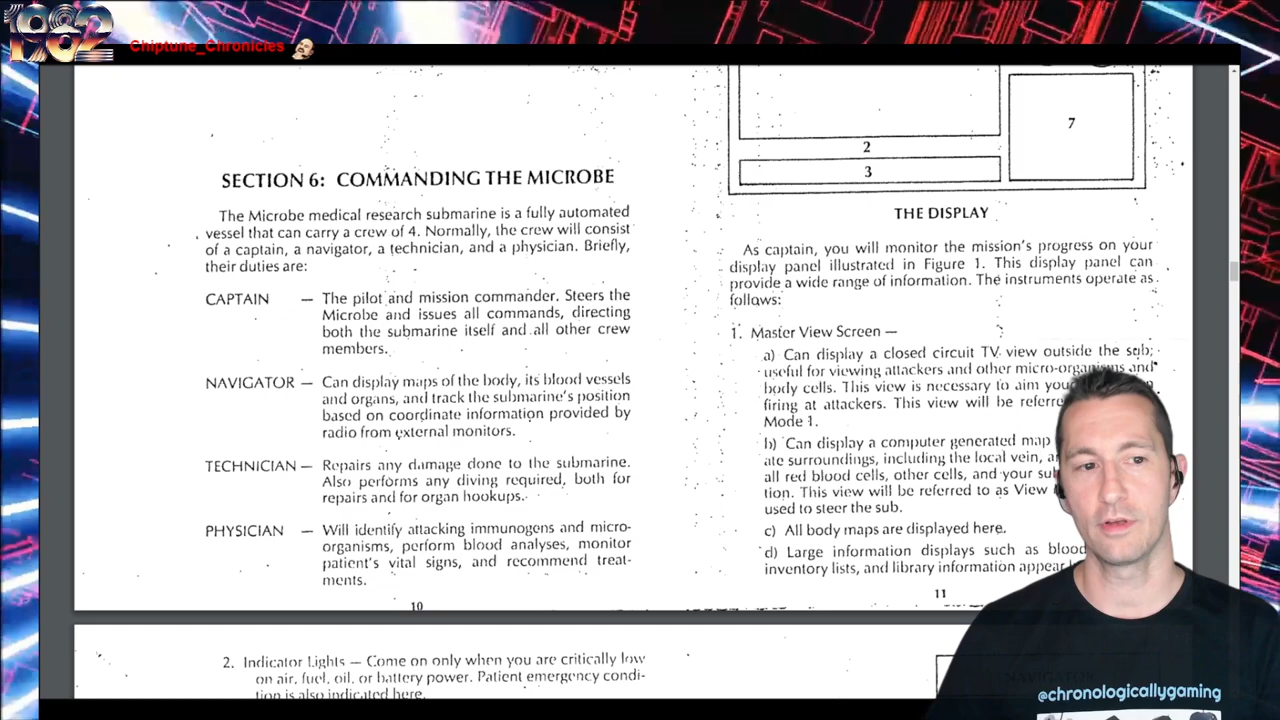 1982
Chiptune_Chronicles
SECTION 6: COMMANDING THE MICROBE
The Microbe medical research submarine is a fully automated
vessel that can carry a crew of 4. Normally, the crew will consist
of a captain, a navigator, a technician, and a physician. Briefly,
their duties are:
CAPTAIN — The pilot and mission commander. Steers the
Microbe and issues all commands, directing
both the submarine itself and all other crew
members.
NAVIGATOR — Can display maps of the body, its blood vessels
and organs, and track the submarine's position
based on coordinate information provided by
radio from external monitors.
TECHNICIAN — Repairs any damage done to the submarine.
Also performs any diving required, both for
repairs and for organ hookups.
PHYSICIAN — Will identify attacking immunogens and micro-
organisms, perform blood analyses, monitor
patient's vital signs, and recommend treat-
ments.
10
2. Indicator Lights — Come on only when you are critically low
on air, fuel, oil, or battery power. Patient emergency condi-
tion is also indicated here.
7
2
3
THE DISPLAY
As captain, you will monitor the mission's progress on your
display panel illustrated in Figure 1. This display panel can
provide a wide range of information. The instruments operate as
follows:
1. Master View Screen —
a) Can display a closed circuit TV view outside the sub;
useful for viewing attackers and other micro-organisms and
body cells. This view is necessary to aim
firing at attackers. This view will be
Mode 1.
b) Can display a computer generated map
ate surroundings, including the local vein,
all red blood cells, other cells, and your
tion. This view will be referred to as View
used to steer the sub.
c) All body maps are displayed here.
d) Large information displays such as blood
inventory lists, and library information appear
11
NAVIGATOR
@chronologicallygaming